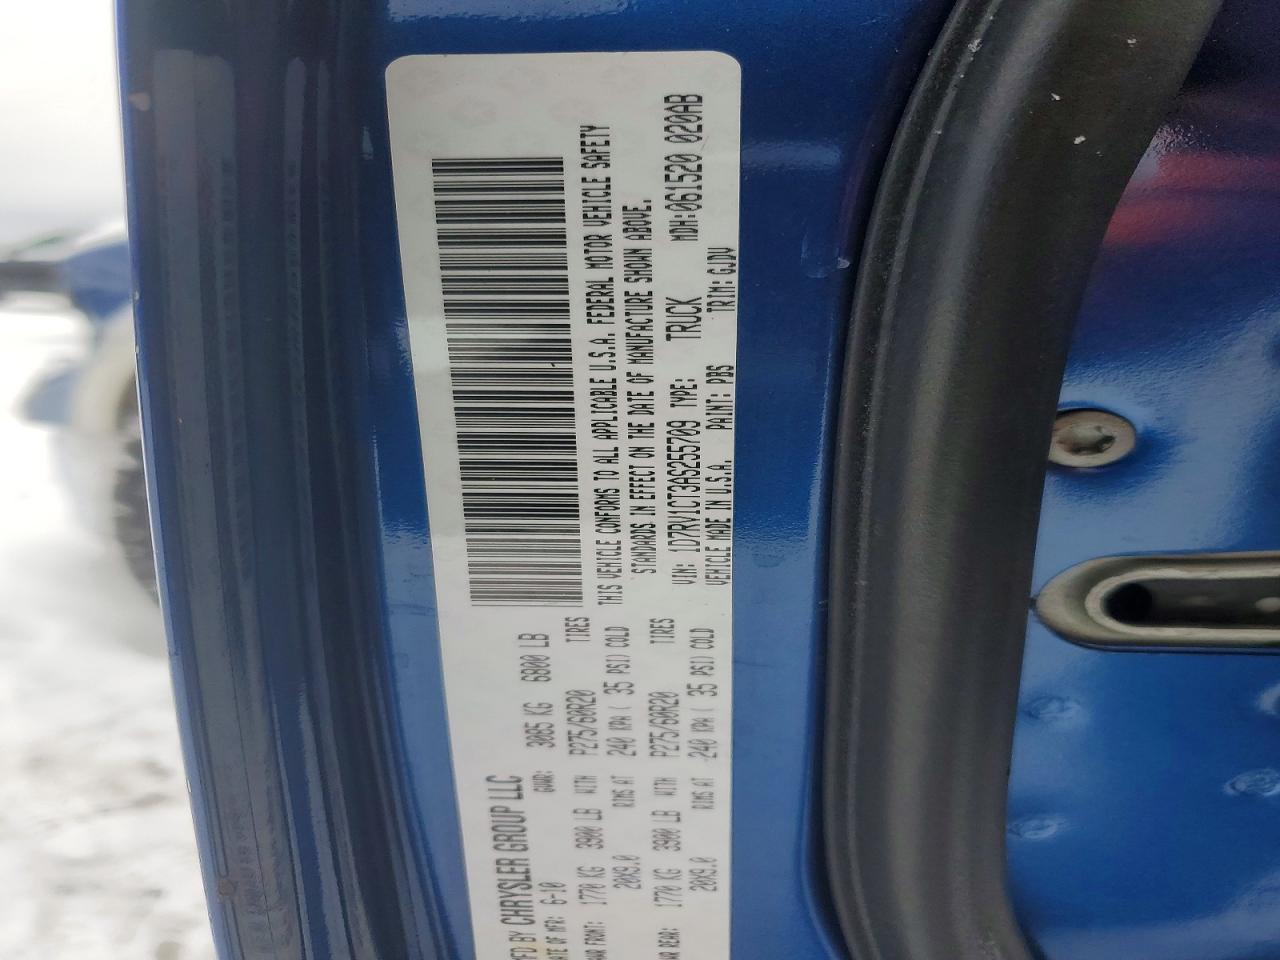 MFD BY CHRYSLER GROUP LLC
DATE OF MFR: 6-10 GVWR: 3085 KG 6800 LB
GAWR FRONT: 1770 KG 3900 LB WITH P275/60R20 TIRES
20X9.0 RIMS AT 240 KPA ( 35 PSI) COLD
GAWR REAR: 1770 KG 3900 LB WITH P275/60R20 TIRES
20X9.0 RIMS AT 240 KPA ( 35 PSI) COLD
THIS VEHICLE CONFORMS TO ALL APPLICABLE U.S.A. FEDERAL MOTOR VEHICLE SAFETY
STANDARDS IN EFFECT ON THE DATE OF MANUFACTURE SHOWN ABOVE.
VIN: 1D7RV1CT3AS255709 TYPE: TRUCK MDH:061520 020AB
VEHICLE MADE IN U.S.A. PAINT: PBS TRIM: GJDV